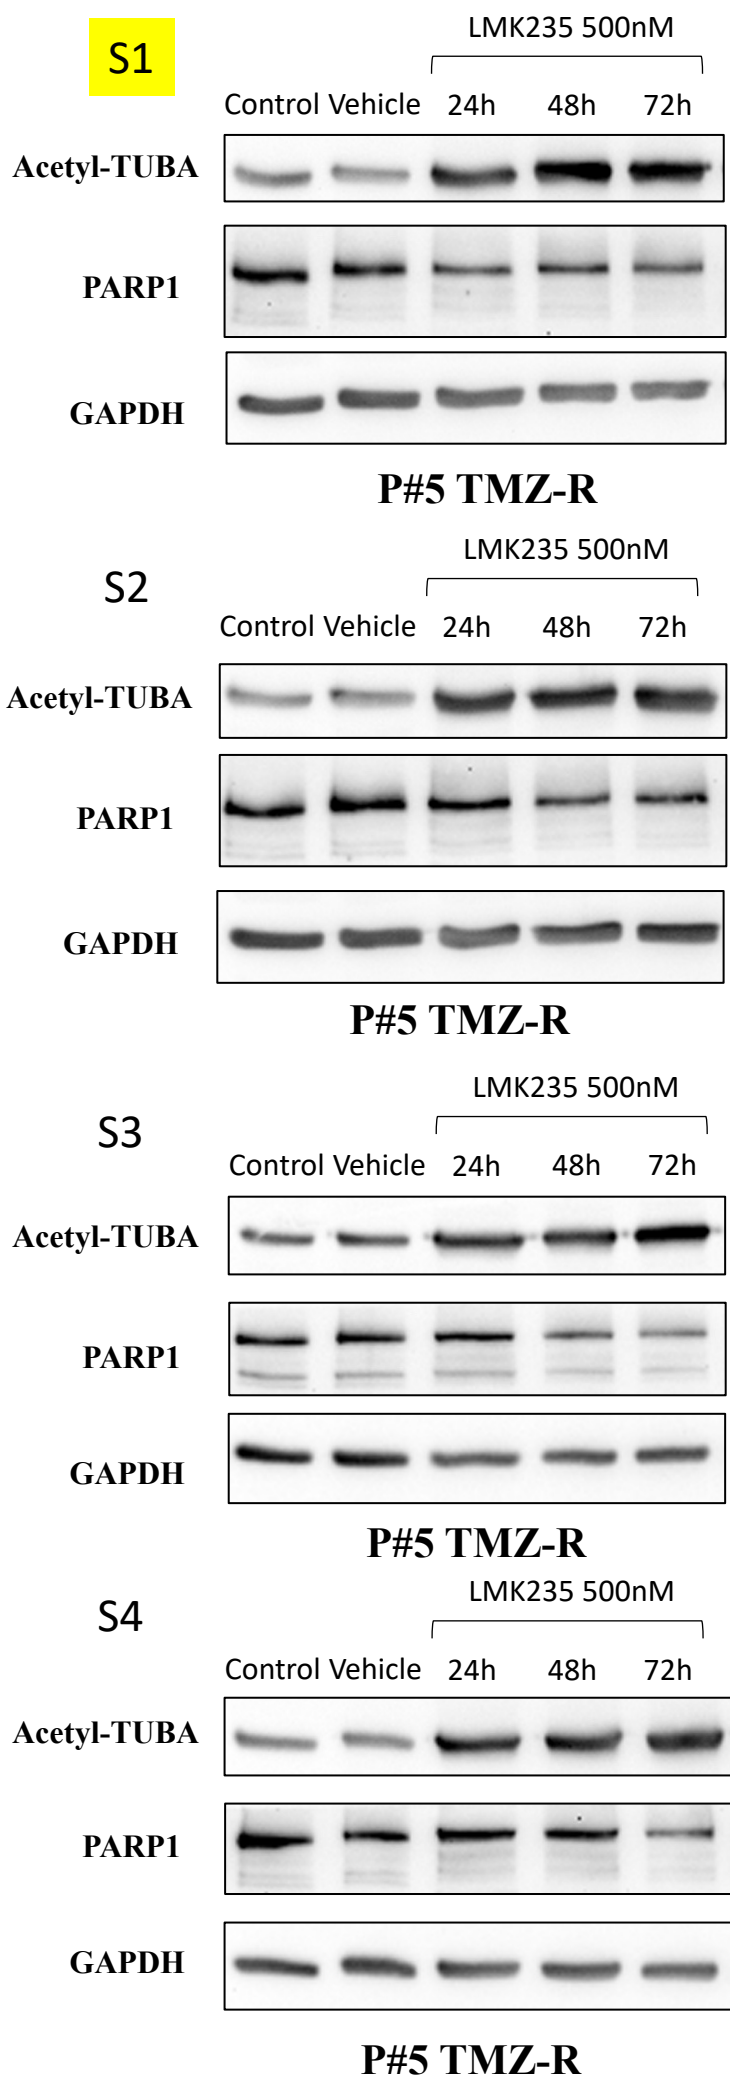 LMK235 500nM
S1
Control Vehicle 24h 48h 72h
Acetyl-TUBA
PARP1
GAPDH
P#5 TMZ-R
LMK235 500nM
S2
Control Vehicle 24h 48h 72h
Acetyl-TUBA
PARP1
GAPDH
P#5 TMZ-R
LMK235 500nM
S3
Control Vehicle 24h 48h 72h
Acetyl-TUBA
PARP1
GAPDH
P#5 TMZ-R
LMK235 500nM
S4
Control Vehicle 24h 48h 72h
Acetyl-TUBA
PARP1
GAPDH
P#5 TMZ-R